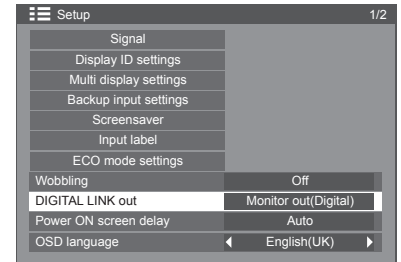 Setup 1/2
Signal
Display ID settings
Multi display settings
Backup input settings
Screensaver
Input label
ECO mode settings
Wobbling Off
DIGITAL LINK out Monitor out(Digital)
Power ON screen delay Auto
OSD language English(UK)